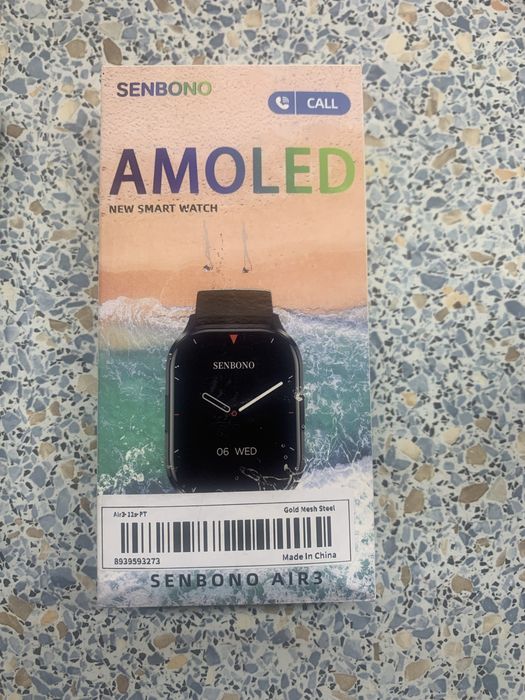 SENBONO
CALL
AMOLED
NEW SMART WATCH
SENBONO
06 WED
Air3-11s-PT Gold Mesh Steel
8939593273 Made in China
SENBONO AIR3